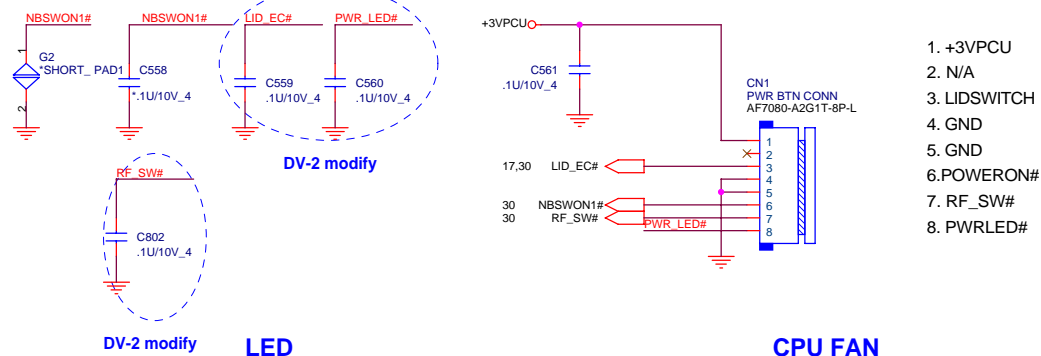 NBSWON1#
NBSWON1#
LID_EC#
PWR_LED#
1
G2
*SHORT_ PAD1
2
C558
*.1U/10V_4
C559
.1U/10V_4
C560
.1U/10V_4
DV-2 modify
RF_SW#
C802
.1U/10V_4
DV-2 modify
LED
+3VPCU
C561
.1U/10V_4
CN1
PWR BTN CONN
AF7080-A2G1T-8P-L
1
2
3
4
5
6
7
8
17,30 LID_EC#
30 NBSWON1#
30 RF_SW#
PWR_LED#
1. +3VPCU
2. N/A
3. LIDSWITCH
4. GND
5. GND
6.POWERON#
7. RF_SW#
8. PWRLED#
CPU FAN